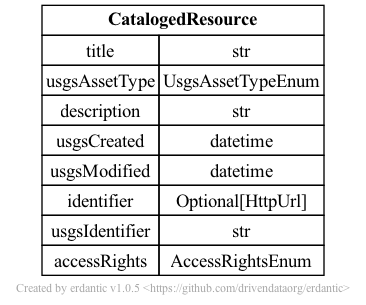 CatalogedResource
title str
usgsAssetType UsgsAssetTypeEnum
description str
usgsCreated datetime
usgsModified datetime
identifier Optional[HttpUrl]
usgsIdentifier str
accessRights AccessRightsEnum
Created by erdantic v1.0.5 <https://github.com/drivendataorg/erdantic>